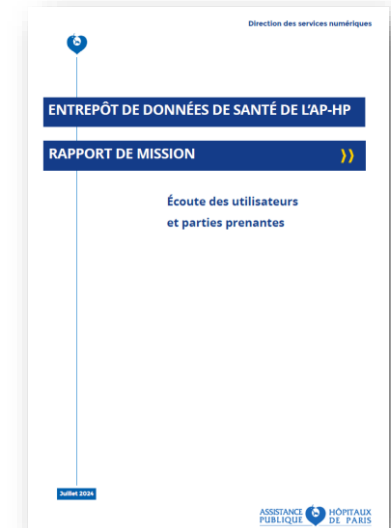 Direction des services numériques
ENTREPÔT DE DONNÉES DE SANTÉ DE L'AP-HP
RAPPORT DE MISSION
Écoute des utilisateurs
et parties prenantes
Juillet 2024
ASSISTANCE HÔPITAUX
PUBLIQUE DE PARIS